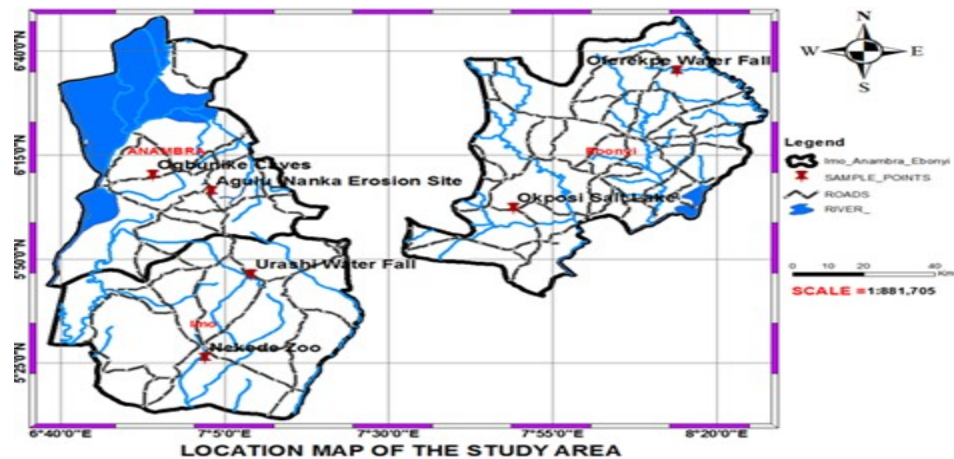 6°40'0"N
6°15'0"N
5°50'0"N
5°25'0"N
Oferekpe Water Fall
ANAMBRA
Ogbunike Caves
Agulu Nanka Erosion Site
Ebonyi
Okposi Salt Lake
Urashi Water Fall
Imo
Nekede Zoo
6°40'0"E
7°5'0"E
7°30'0"E
7°55'0"E
8°20'0"E
LOCATION MAP OF THE STUDY AREA
N
W
E
S
Legend
Imo_Anambra_Ebonyi
SAMPLE_POINTS
ROADS
RIVER_
0 10 20 40
Km
SCALE =1:881,705